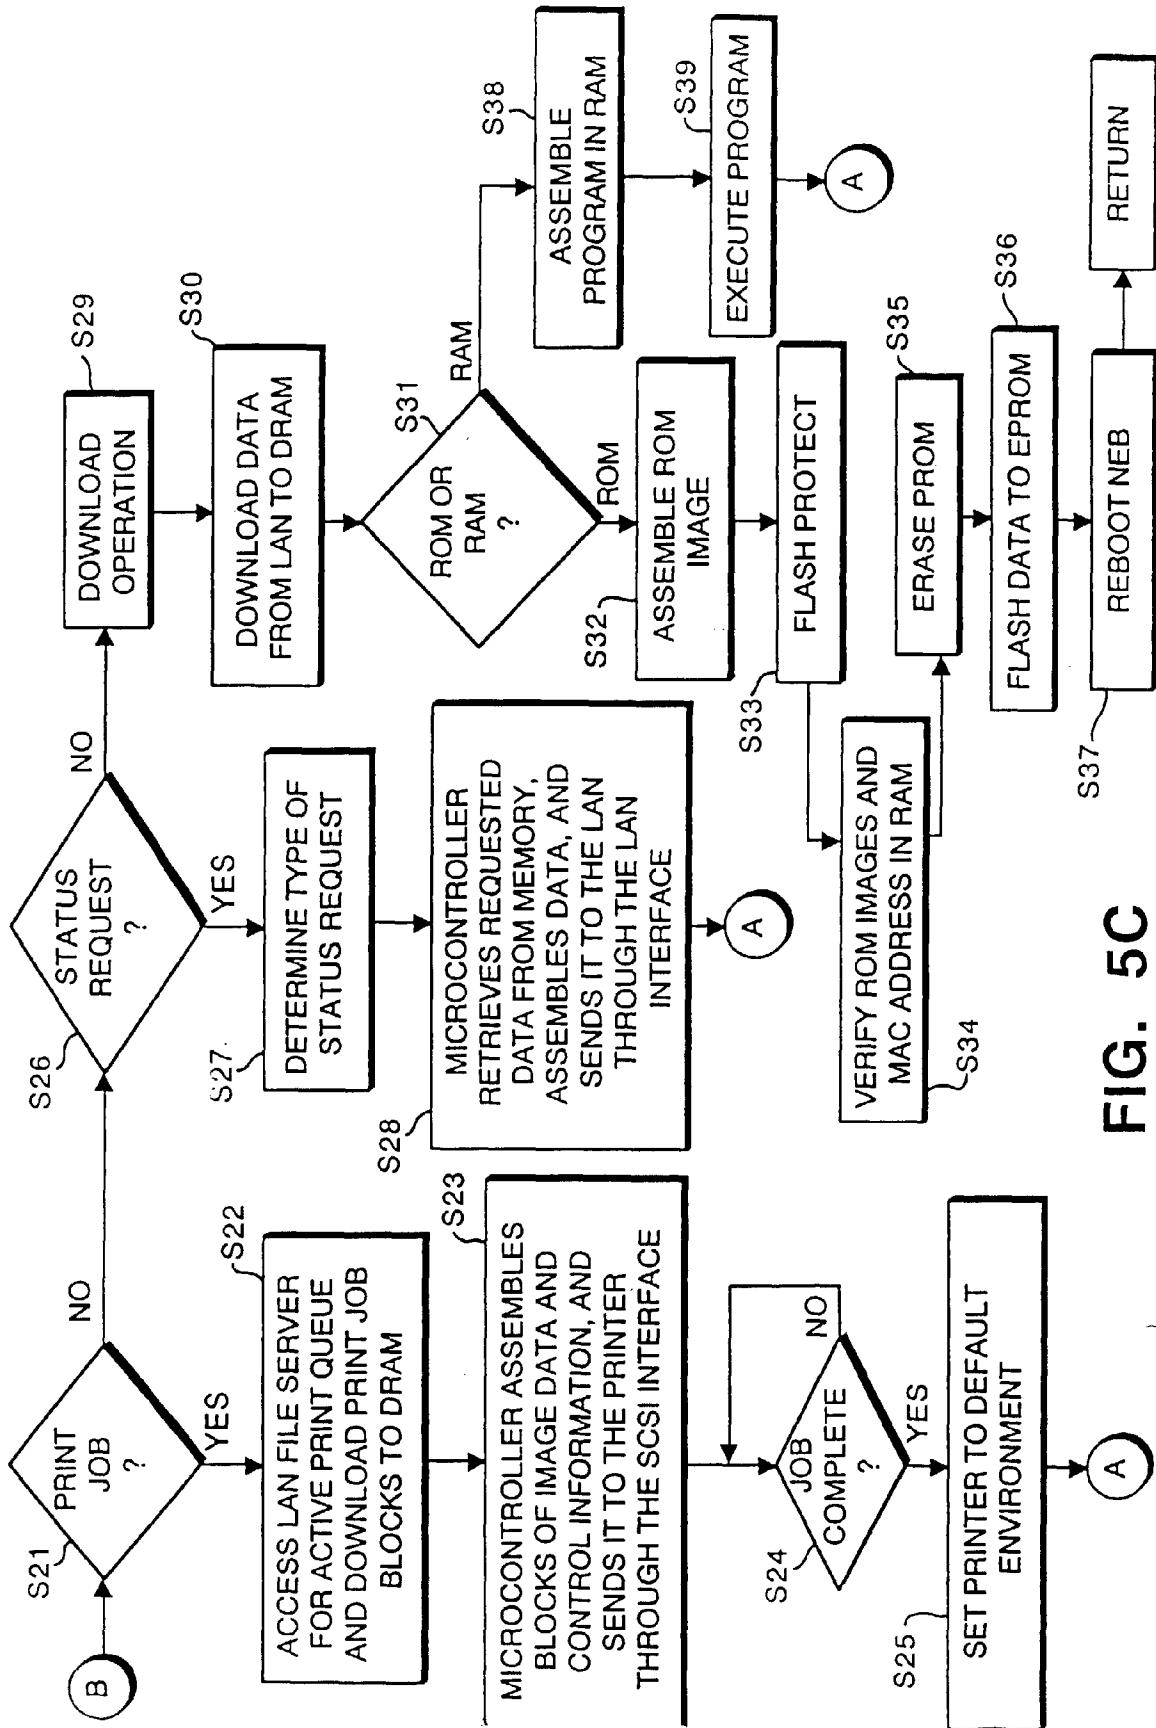 B
S21
PRINT
JOB
?
NO
YES
S22
ACCESS LAN FILE SERVER
FOR ACTIVE PRINT QUEUE
AND DOWNLOAD PRINT JOB
BLOCKS TO DRAM
S23
MICROCONTROLLER ASSEMBLES
BLOCKS OF IMAGE DATA AND
CONTROL INFORMATION, AND
SENDS IT TO THE PRINTER
THROUGH THE SCSI INTERFACE
S24
JOB
COMPLETE
?
NO
YES
S25
SET PRINTER TO DEFAULT
ENVIRONMENT
A
S26
STATUS
REQUEST
?
NO
YES
S27
DETERMINE TYPE OF
STATUS REQUEST
S28
MICROCONTROLLER
RETRIEVES REQUESTED
DATA FROM MEMORY,
ASSEMBLES DATA, AND
SENDS IT TO THE LAN
THROUGH THE LAN
INTERFACE
A
S29
DOWNLOAD
OPERATION
S30
DOWNLOAD DATA
FROM LAN TO DRAM
S31
ROM OR
RAM
?
RAM
ROM
S32
ASSEMBLE ROM
IMAGE
S33
FLASH PROTECT
VERIFY ROM IMAGES AND
MAC ADDRESS IN RAM
S34
S35
ERASE PROM
S36
FLASH DATA TO EPROM
S37
REBOOT NEB
RETURN
S38
ASSEMBLE
PROGRAM IN RAM
S39
EXECUTE PROGRAM
A
FIG. 5C